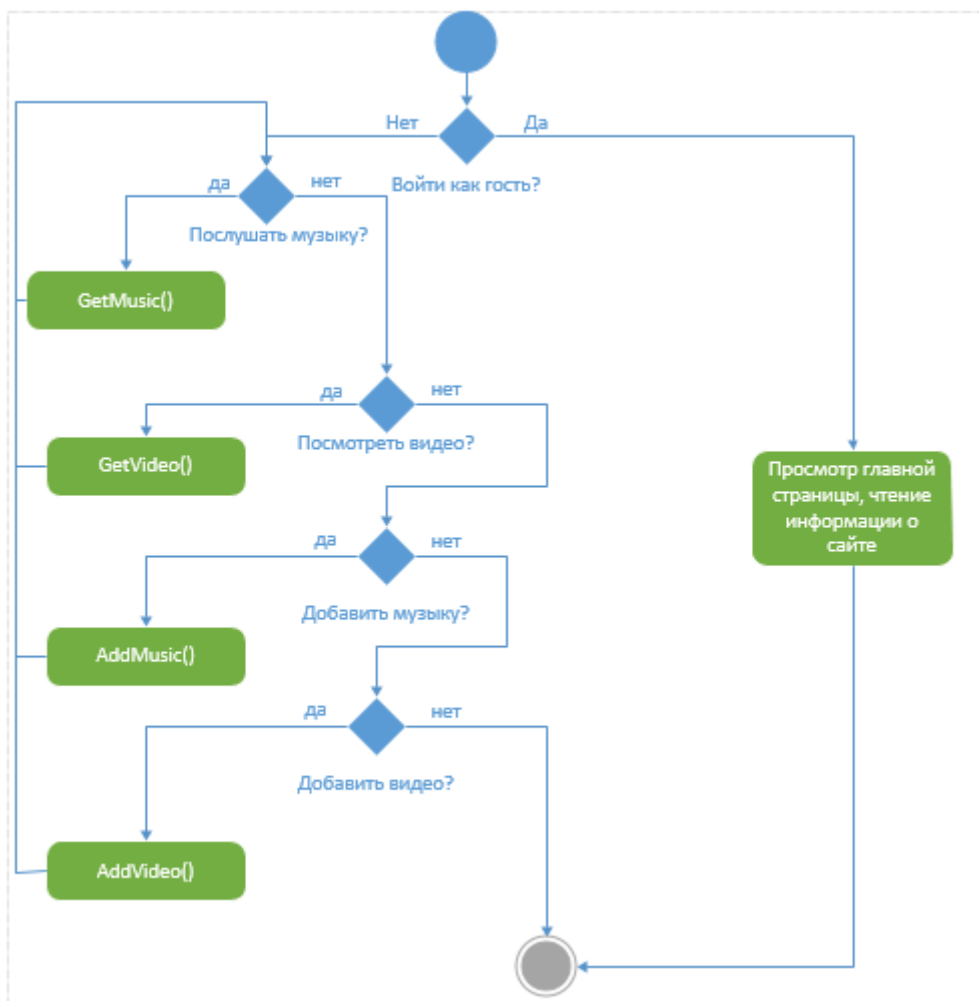 Нет
Да
Войти как гость?
да
нет
Послушать музыку?
GetMusic()
да
нет
Посмотреть видео?
GetVideo()
Просмотр главной
страницы, чтение
информации о
сайте
да
нет
Добавить музыку?
AddMusic()
да
нет
Добавить видео?
AddVideo()